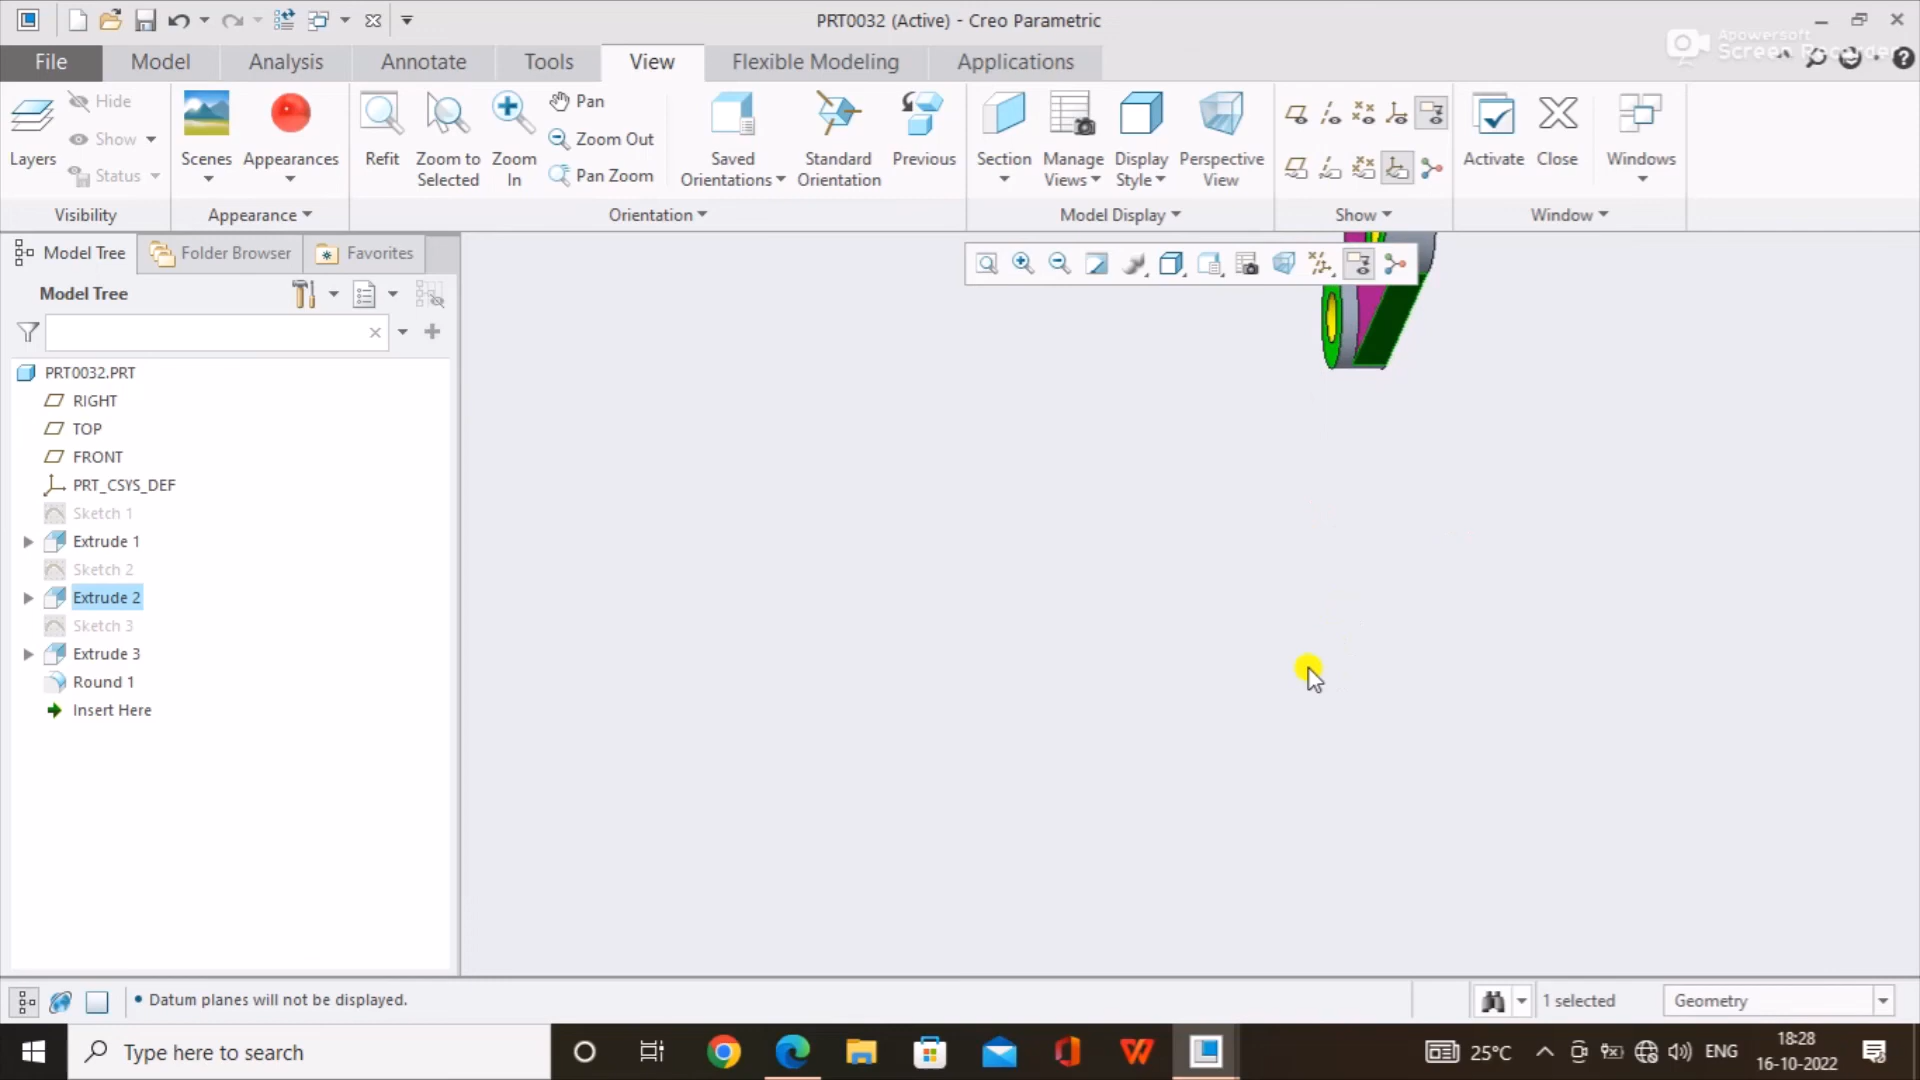 PRT0032 (Active) - Creo Parametric
Apowersoft
Screen Recorder
File Model Analysis Annotate Tools View Flexible Modeling Applications
Layers
Hide
Show
Status
Visibility
Scenes
Appearances
Appearance
Refit
Zoom to Selected
Zoom In
Pan
Zoom Out
Pan Zoom
Saved Orientations
Standard Orientation
Previous
Orientation
Section
Manage Views
Display Style
Perspective View
Model Display
Show
Activate
Close
Windows
Window
Model Tree Folder Browser Favorites
Model Tree
PRT0032.PRT
RIGHT
TOP
FRONT
PRT_CSYS_DEF
Sketch 1
Extrude 1
Sketch 2
Extrude 2
Sketch 3
Extrude 3
Round 1
Insert Here
• Datum planes will not be displayed.
1 selected
Geometry
Type here to search
25°C
ENG
18:28
16-10-2022